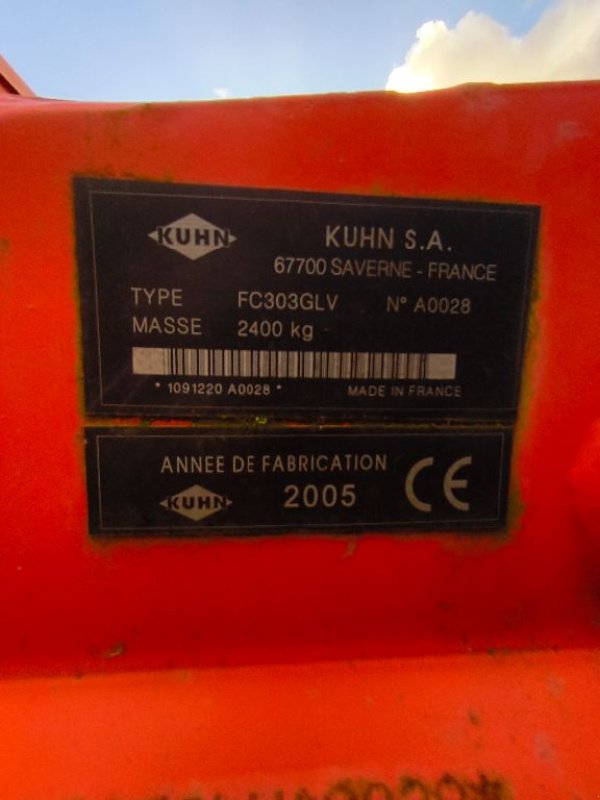 KUHN
KUHN S.A.
67700 SAVERNE - FRANCE
TYPE FC303GLV N° A0028
MASSE 2400 kg
* 1091220 A0028 * MADE IN FRANCE
ANNEE DE FABRICATION
KUHN 2005 CE